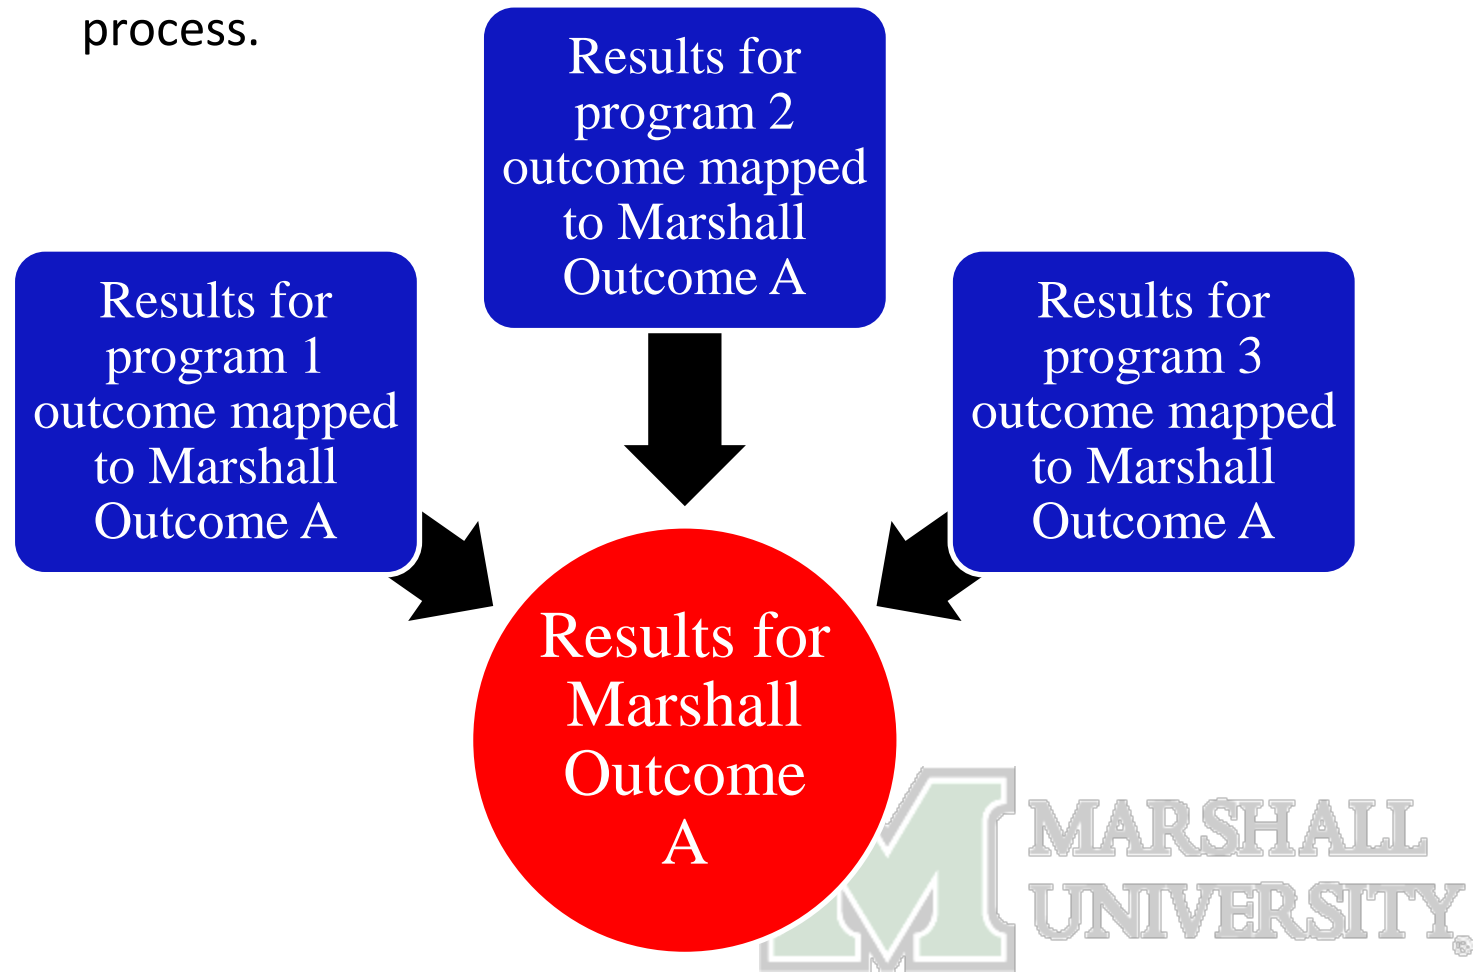 process.
Results for
program 2
outcome mapped
to Marshall
Outcome A
Results for
program 1
outcome mapped
to Marshall
Outcome A
Results for
program 3
outcome mapped
to Marshall
Outcome A
Results for
Marshall
Outcome
A
M
MARSHALL
UNIVERSITY®